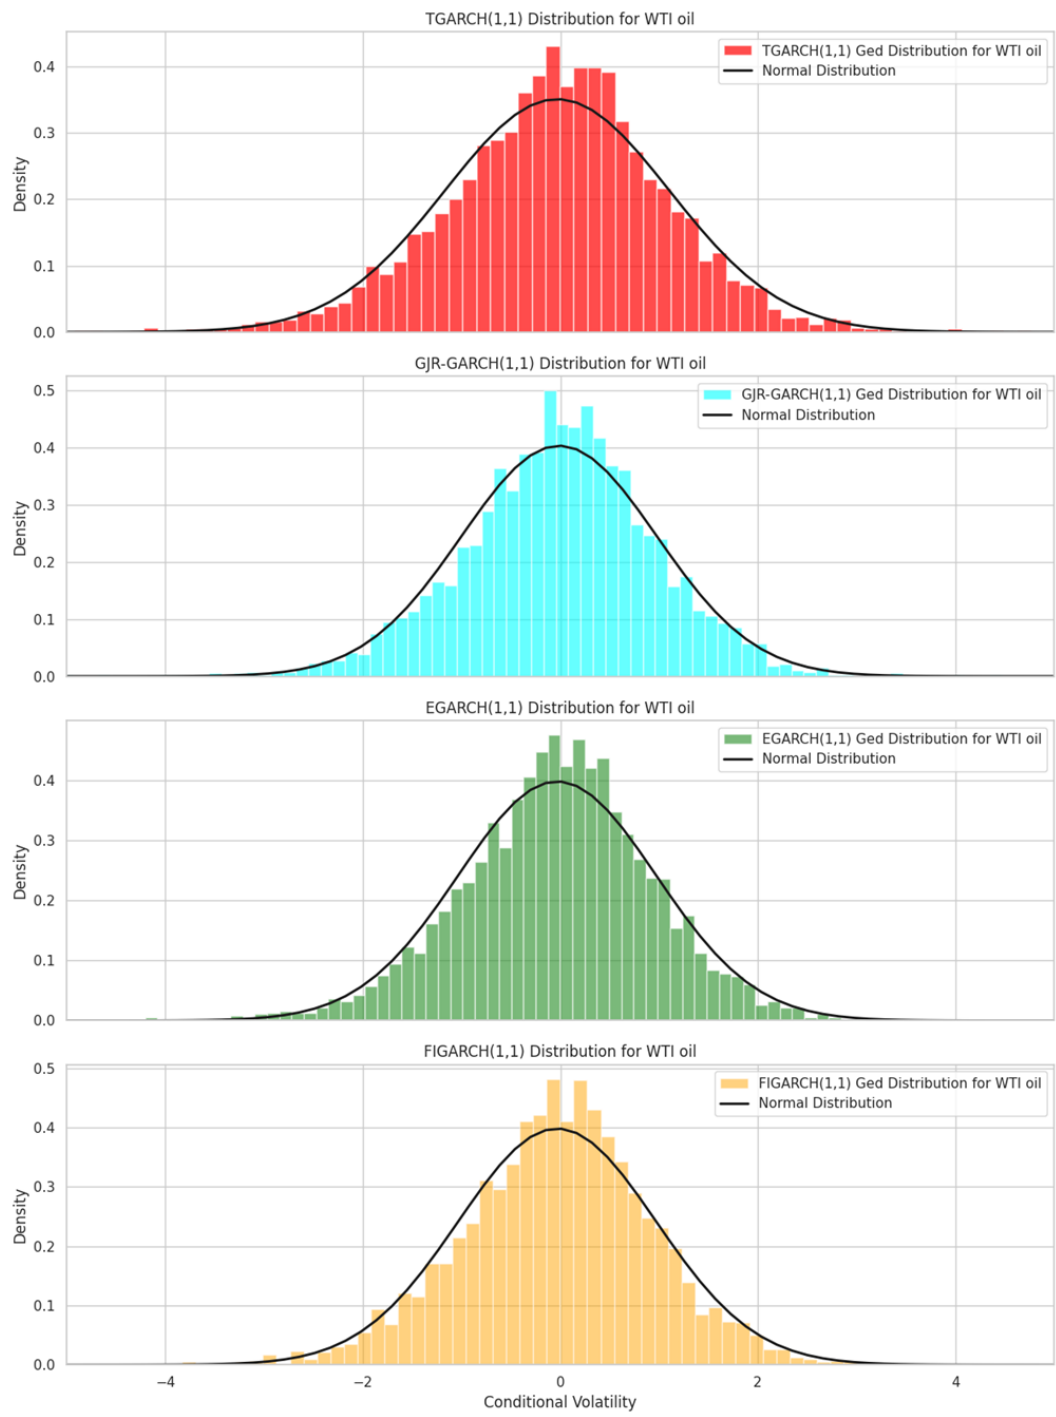 TGARCH(1,1) Distribution for WTI oil
TGARCH(1,1) Ged Distribution for WTI oil
Normal Distribution
Density
0.4
0.3
0.2
0.1
0.0
GJR-GARCH(1,1) Distribution for WTI oil
GJR-GARCH(1,1) Ged Distribution for WTI oil
Normal Distribution
Density
0.5
0.4
0.3
0.2
0.1
0.0
EGARCH(1,1) Distribution for WTI oil
EGARCH(1,1) Ged Distribution for WTI oil
Normal Distribution
Density
0.4
0.3
0.2
0.1
0.0
FIGARCH(1,1) Distribution for WTI oil
FIGARCH(1,1) Ged Distribution for WTI oil
Normal Distribution
Density
0.5
0.4
0.3
0.2
0.1
0.0
−4 −2 0 2 4
Conditional Volatility